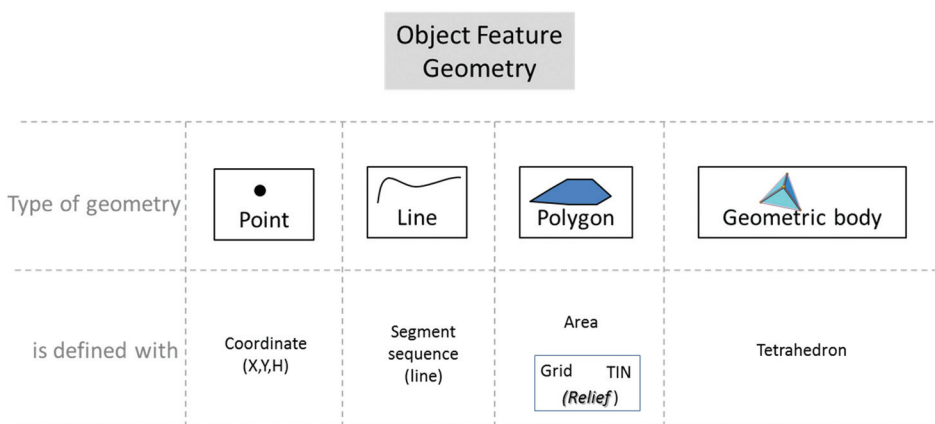 Object Feature
Geometry
Type of geometry
Point
Line
Polygon
Geometric body
is defined with
Coordinate
(X,Y,H)
Segment
sequence
(line)
Area
Grid TIN
(Relief)
Tetrahedron